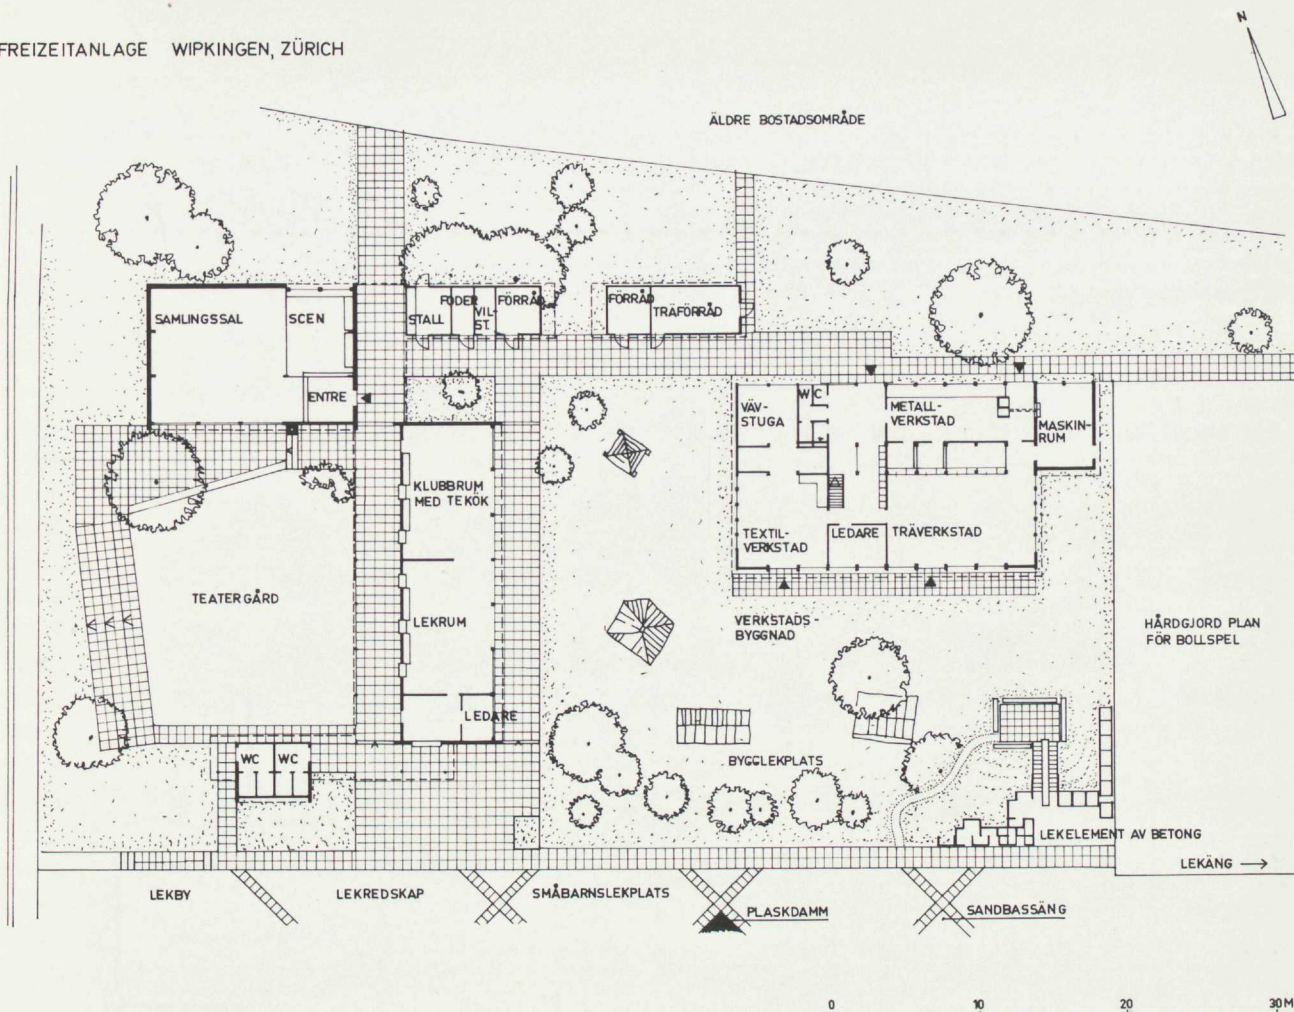 FREIZEITANLAGE WIPKINGEN, ZÜRICH
N
ÄLDRE BOSTADSOMRÅDE
SAMLINGSSAL
SCEN
ENTRE
STALL
FODER
VIL-
ST.
FÖRRÅD
FÖRRÅD
TRÄFÖRRÅD
VÄV-
STUGA
WC
METALL-
VERKSTAD
MASKIN-
RUM
KLUBBRUM
MED TEKÖK
TEXTIL-
VERKSTAD
LEDARE
TRÄVERKSTAD
TEATERGÅRD
LEKRUM
VERKSTADS-
BYGGNAD
HÅRDGJORD PLAN
FÖR BOLLSPEL
LEDARE
WC
WC
BYGGLEKPLATS
LEKELEMENT AV BETONG
LEKÄNG
LEKBY
LEKREDSKAP
SMÅBARNSLEKPLATS
PLASKDAMM
SANDBASSÄNG
0 10 20 30M